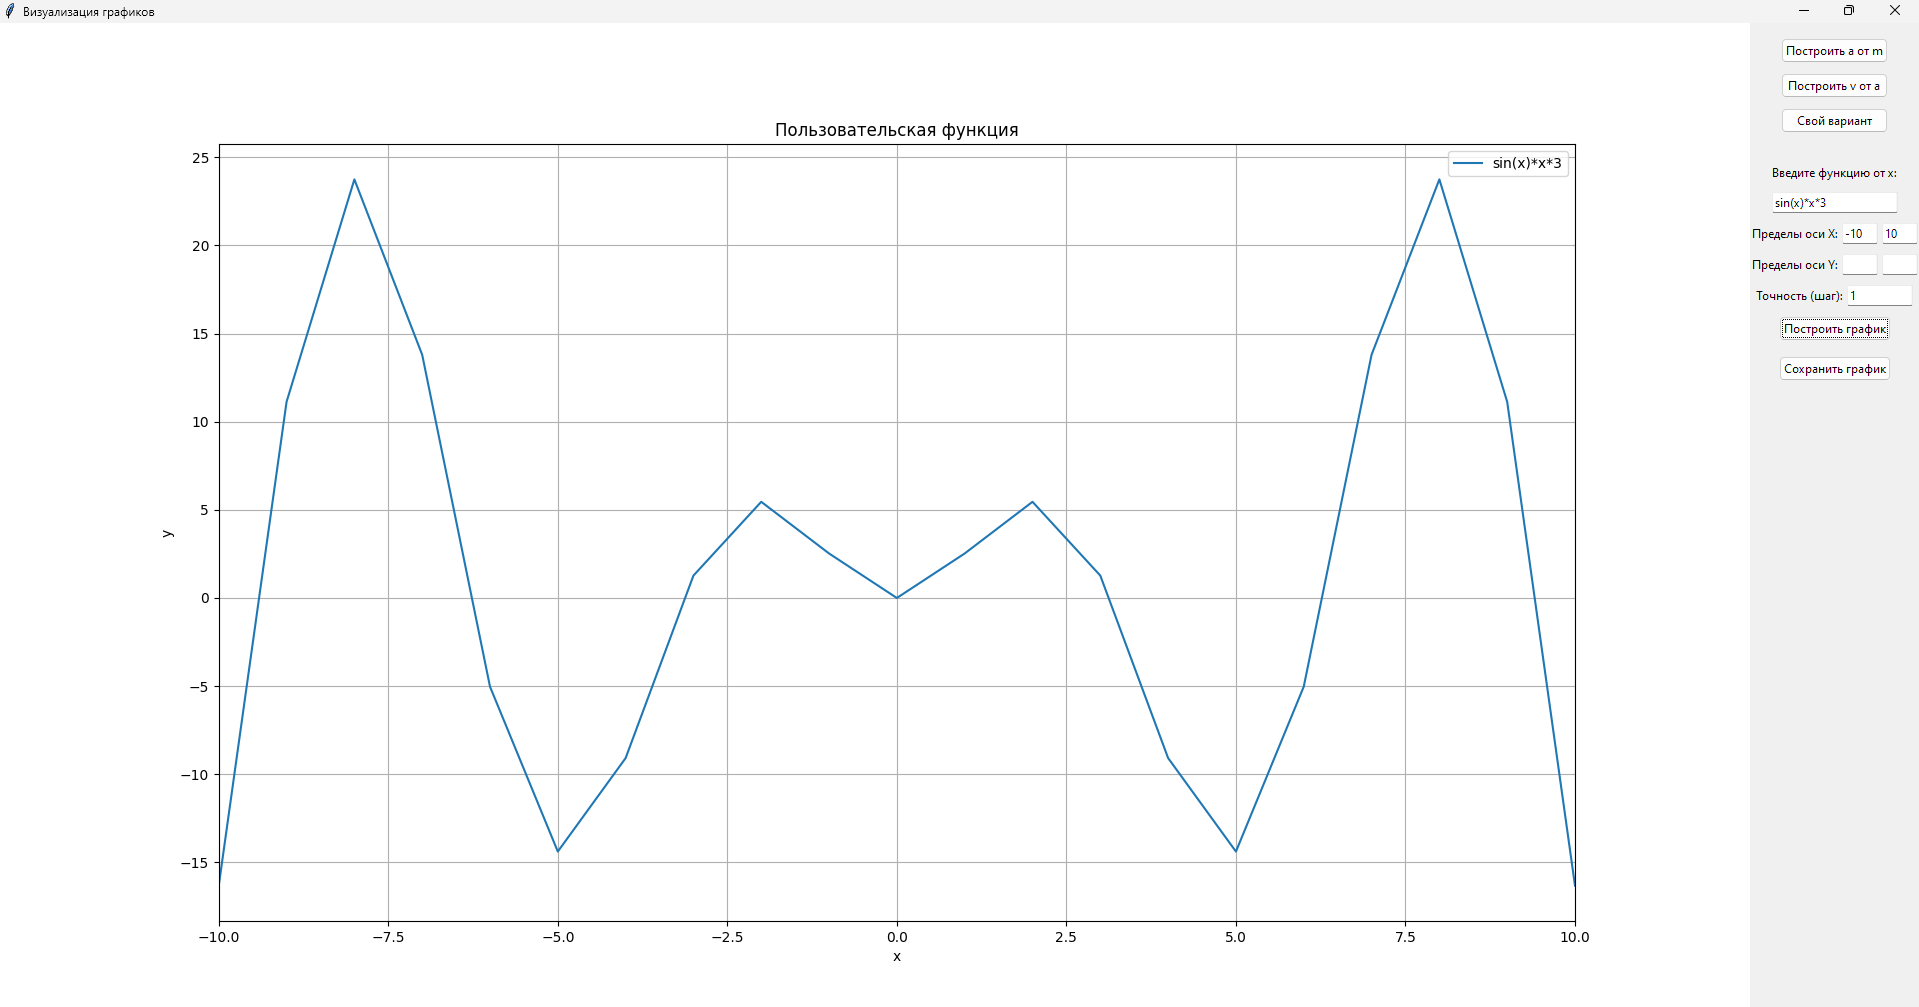 Визуализация графиков
Построить a от m
Построить v от a
Свой вариант
Введите функцию от x:
sin(x)*x*3
Пределы оси X: -10 10
Пределы оси Y:
Точность (шаг): 1
Построить график
Сохранить график
Пользовательская функция
sin(x)*x*3
25
20
15
10
5
0
−5
−10
−15
y
−10.0 −7.5 −5.0 −2.5 0.0 2.5 5.0 7.5 10.0
x